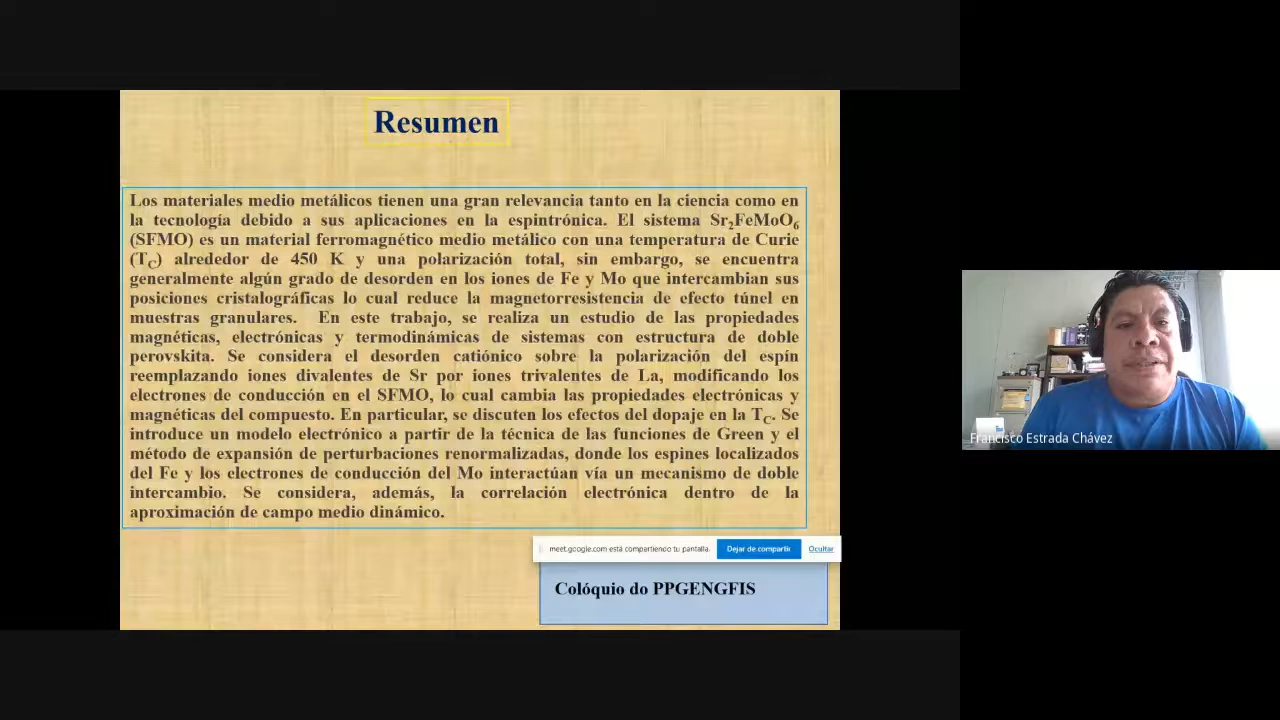 Resumen
Los materiales medio metálicos tienen una gran relevancia tanto en la ciencia como en
la tecnología debido a sus aplicaciones en la espintrónica. El sistema Sr₂FeMoO₆
(SFMO) es un material ferromagnético medio metálico con una temperatura de Curie
(T_C) alrededor de 450 K y una polarización total, sin embargo, se encuentra
generalmente algún grado de desorden en los iones de Fe y Mo que intercambian sus
posiciones cristalográficas lo cual reduce la magnetorresistencia de efecto túnel en
muestras granulares. En este trabajo, se realiza un estudio de las propiedades
magnéticas, electrónicas y termodinámicas de sistemas con estructura de doble
perovskita. Se considera el desorden catiónico sobre la polarización del espín
reemplazando iones divalentes de Sr por iones trivalentes de La, modificando los
electrones de conducción en el SFMO, lo cual cambia las propiedades electrónicas y
magnéticas del compuesto. En particular, se discuten los efectos del dopaje en la T_C. Se
introduce un modelo electrónico a partir de la técnica de las funciones de Green y el
método de expansión de perturbaciones renormalizadas, donde los espines localizados
del Fe y los electrones de conducción del Mo interactúan vía un mecanismo de doble
intercambio. Se considera, además, la correlación electrónica dentro de la
aproximación de campo medio dinámico.
meet.google.com está compartiendo tu pantalla.
Dejar de compartir
Ocultar
Colóquio do PPGENGFIS
Francisco Estrada Chávez